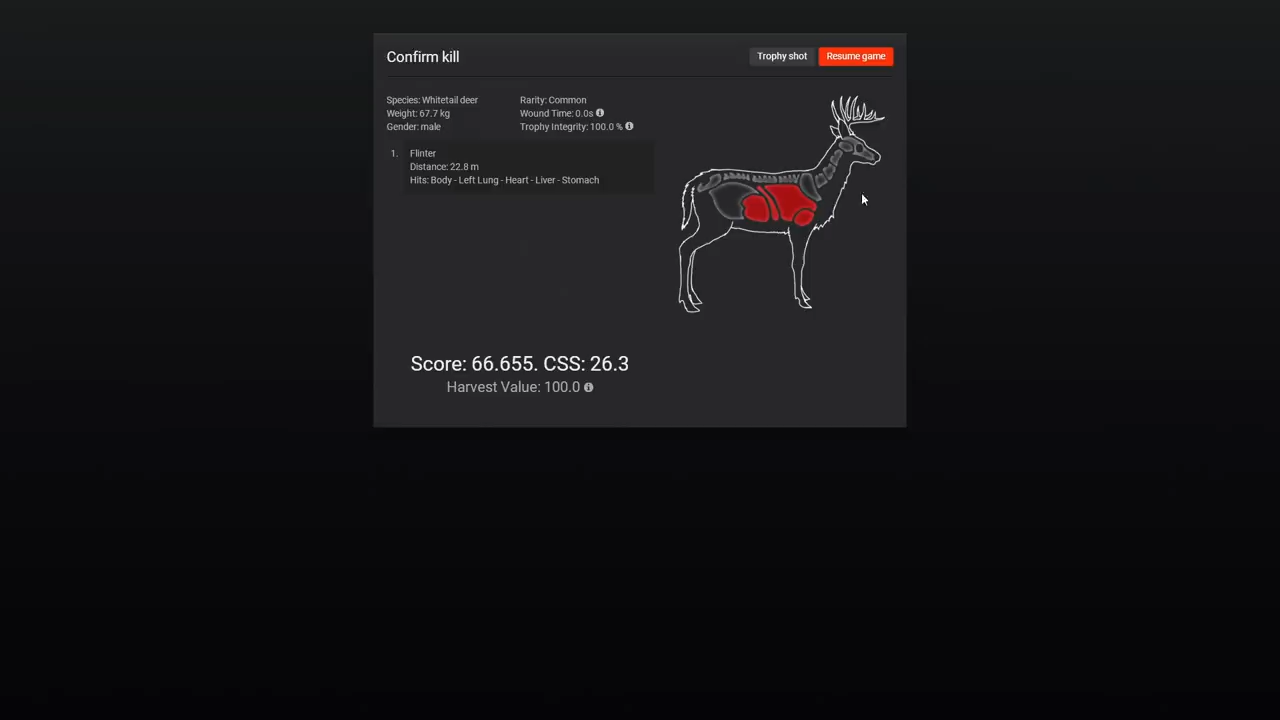 Confirm kill
Trophy shot
Resume game
Species: Whitetail deer
Weight: 67.7 kg
Gender: male
Rarity: Common
Wound Time: 0.0s
Trophy Integrity: 100.0 %
1. Flinter
Distance: 22.8 m
Hits: Body - Left Lung - Heart - Liver - Stomach
Score: 66.655. CSS: 26.3
Harvest Value: 100.0